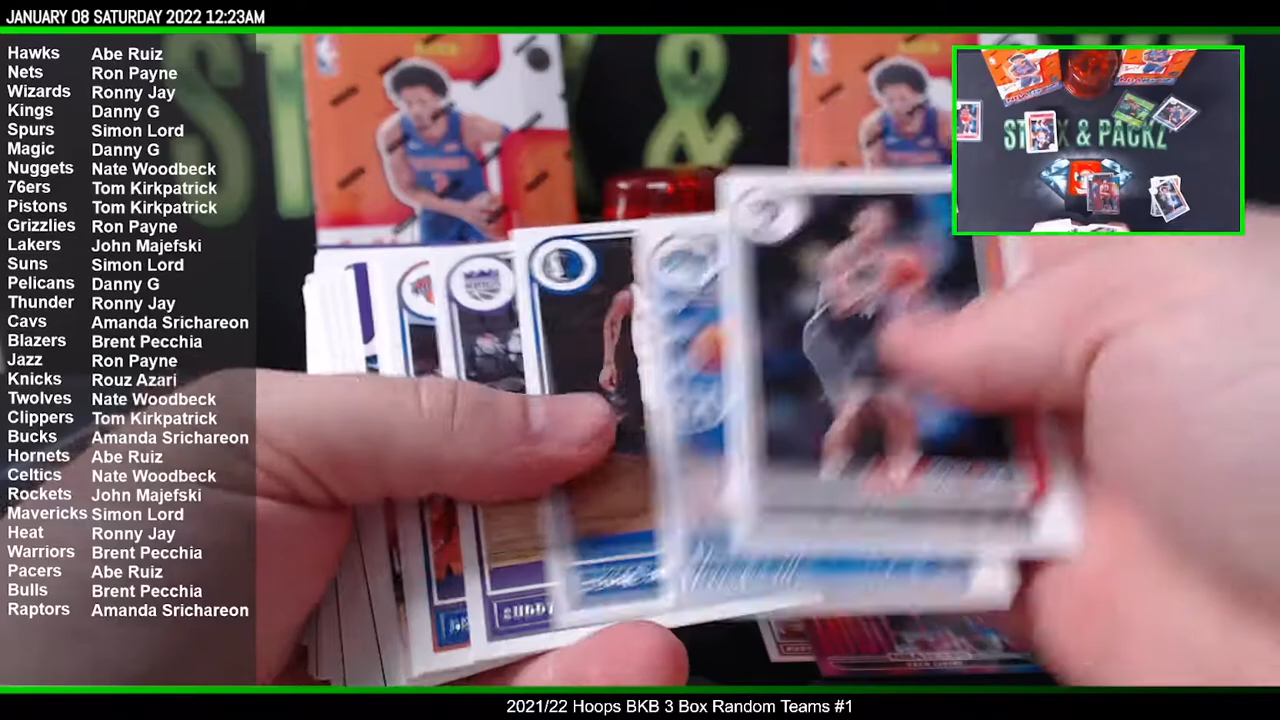 JANUARY 08 SATURDAY 2022 12:23AM
Hawks Abe Ruiz
Nets Ron Payne
Wizards Ronny Jay
Kings Danny G
Spurs Simon Lord
Magic Danny G
Nuggets Nate Woodbeck
76ers Tom Kirkpatrick
Pistons Tom Kirkpatrick
Grizzlies Ron Payne
Lakers John Majefski
Suns Simon Lord
Pelicans Danny G
Thunder Ronny Jay
Cavs Amanda Srichareon
Blazers Brent Pecchia
Jazz Ron Payne
Knicks Rouz Azari
Twolves Nate Woodbeck
Clippers Tom Kirkpatrick
Bucks Amanda Srichareon
Hornets Abe Ruiz
Celtics Nate Woodbeck
Rockets John Majefski
Mavericks Simon Lord
Heat Ronny Jay
Warriors Brent Pecchia
Pacers Abe Ruiz
Bulls Brent Pecchia
Raptors Amanda Srichareon
& PACKZ
2021/22 Hoops BKB 3 Box Random Teams #1